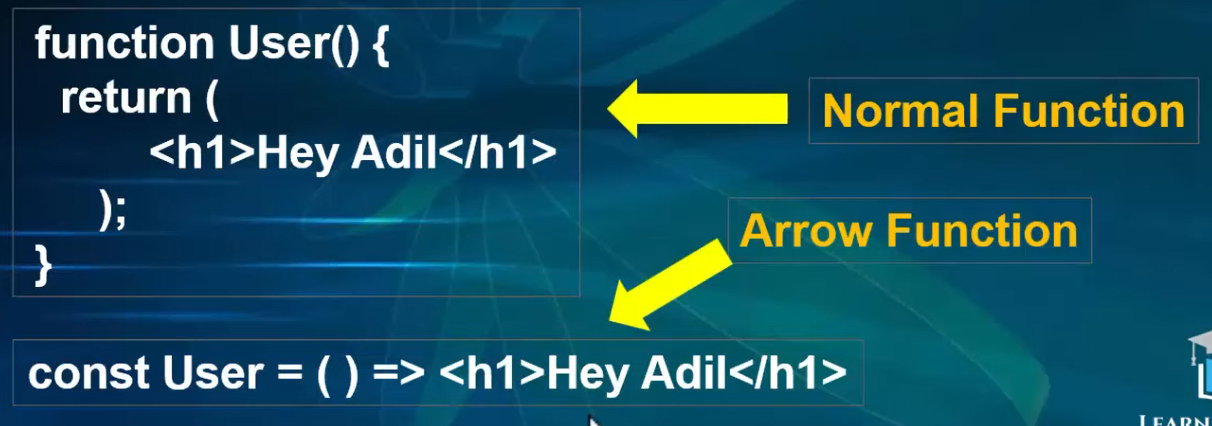 function User() {
return (
<h1>Hey Adil</h1>
);
}
Normal Function
Arrow Function
const User = ( ) => <h1>Hey Adil</h1>